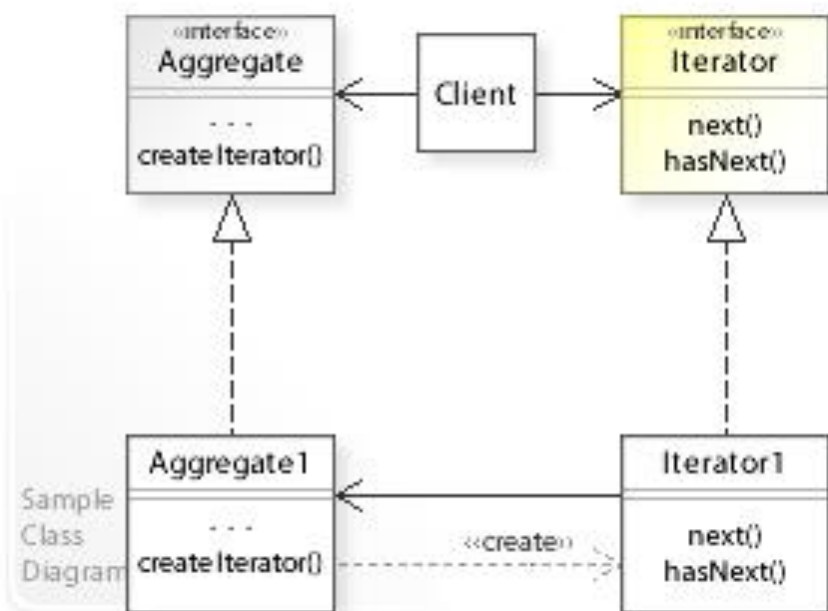 «interface»
Aggregate
- - -
createIterator()
Client
«interface»
Iterator
next()
hasNext()
Aggregate1
- - -
createIterator()
«create»
Iterator1
next()
hasNext()
Sample
Class
Diagram